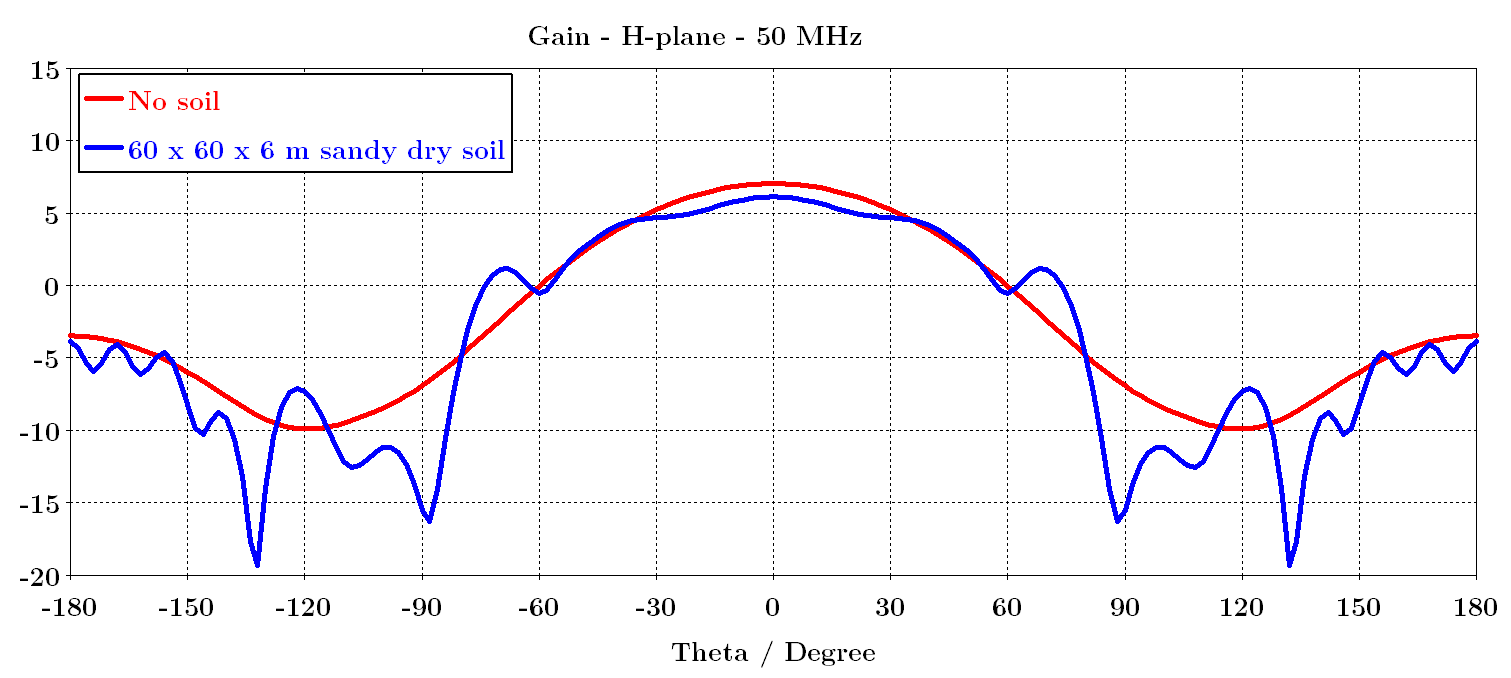 Gain - H-plane - 50 MHz
15
No soil
10
60 x 60 x 6 m sandy dry soil
5
0
-5
-10
-15
-20
-180 -150 -120 -90 -60 -30 0 30 60 90 120 150 180
Theta / Degree